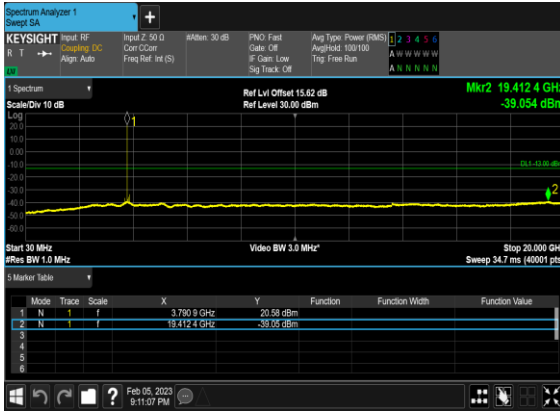 Spectrum Analyzer 1
Swept SA
+
KEYSIGHT Input: RF Input Z: 50 Ω #Atten: 30 dB PNO: Fast Avg Type: Power (RMS) 1 2 3 4 5 6
R T Coupling: DC Corr CCorr Gate: Off Avg|Hold: 100/100 A W W W W W
Align: Auto Freq Ref: Int (S) IF Gain: Low Trig: Free Run
Sig Track: Off A N N N N N
1 Spectrum Ref Lvl Offset 15.62 dB Mkr2 19.412 4 GHz
Scale/Div 10 dB Ref Level 30.00 dBm -39.054 dBm
Log
20.0
10.0
0.00
-10.0
-20.0
-30.0
-40.0
-50.0
-60.0
1
DL1 -13.00 dBm
2
Start 30 MHz Video BW 3.0 MHz* Stop 20.000 GHz
#Res BW 1.0 MHz Sweep 34.7 ms (40001 pts
5 Marker Table
Mode Trace Scale X Y Function Function Width Function Value
1 N 1 f 3.790 9 GHz 20.58 dBm
2 N 1 f 19.412 4 GHz -39.05 dBm
3
4
5
6
? Feb 05, 2023
9:11:07 PM